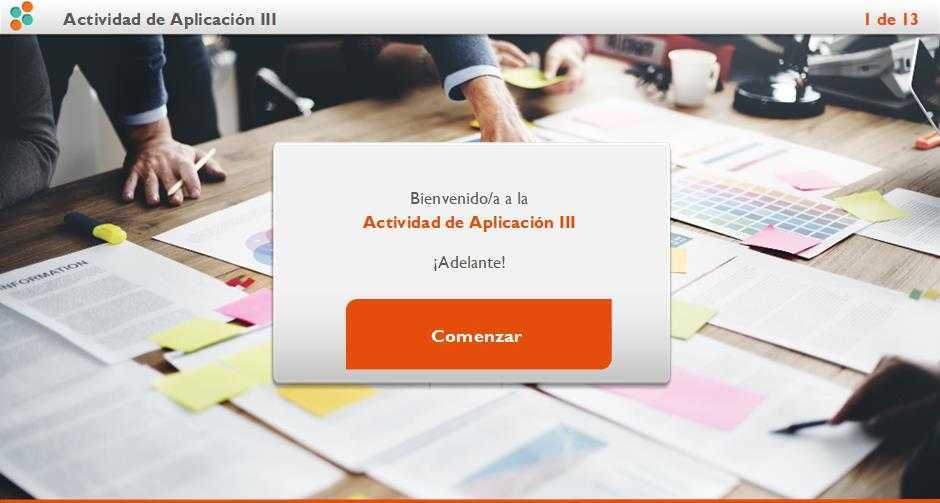 Actividad de Aplicación III
1 de 13
Bienvenido/a a la
Actividad de Aplicación III
¡Adelante!
Comenzar
INFORMATION